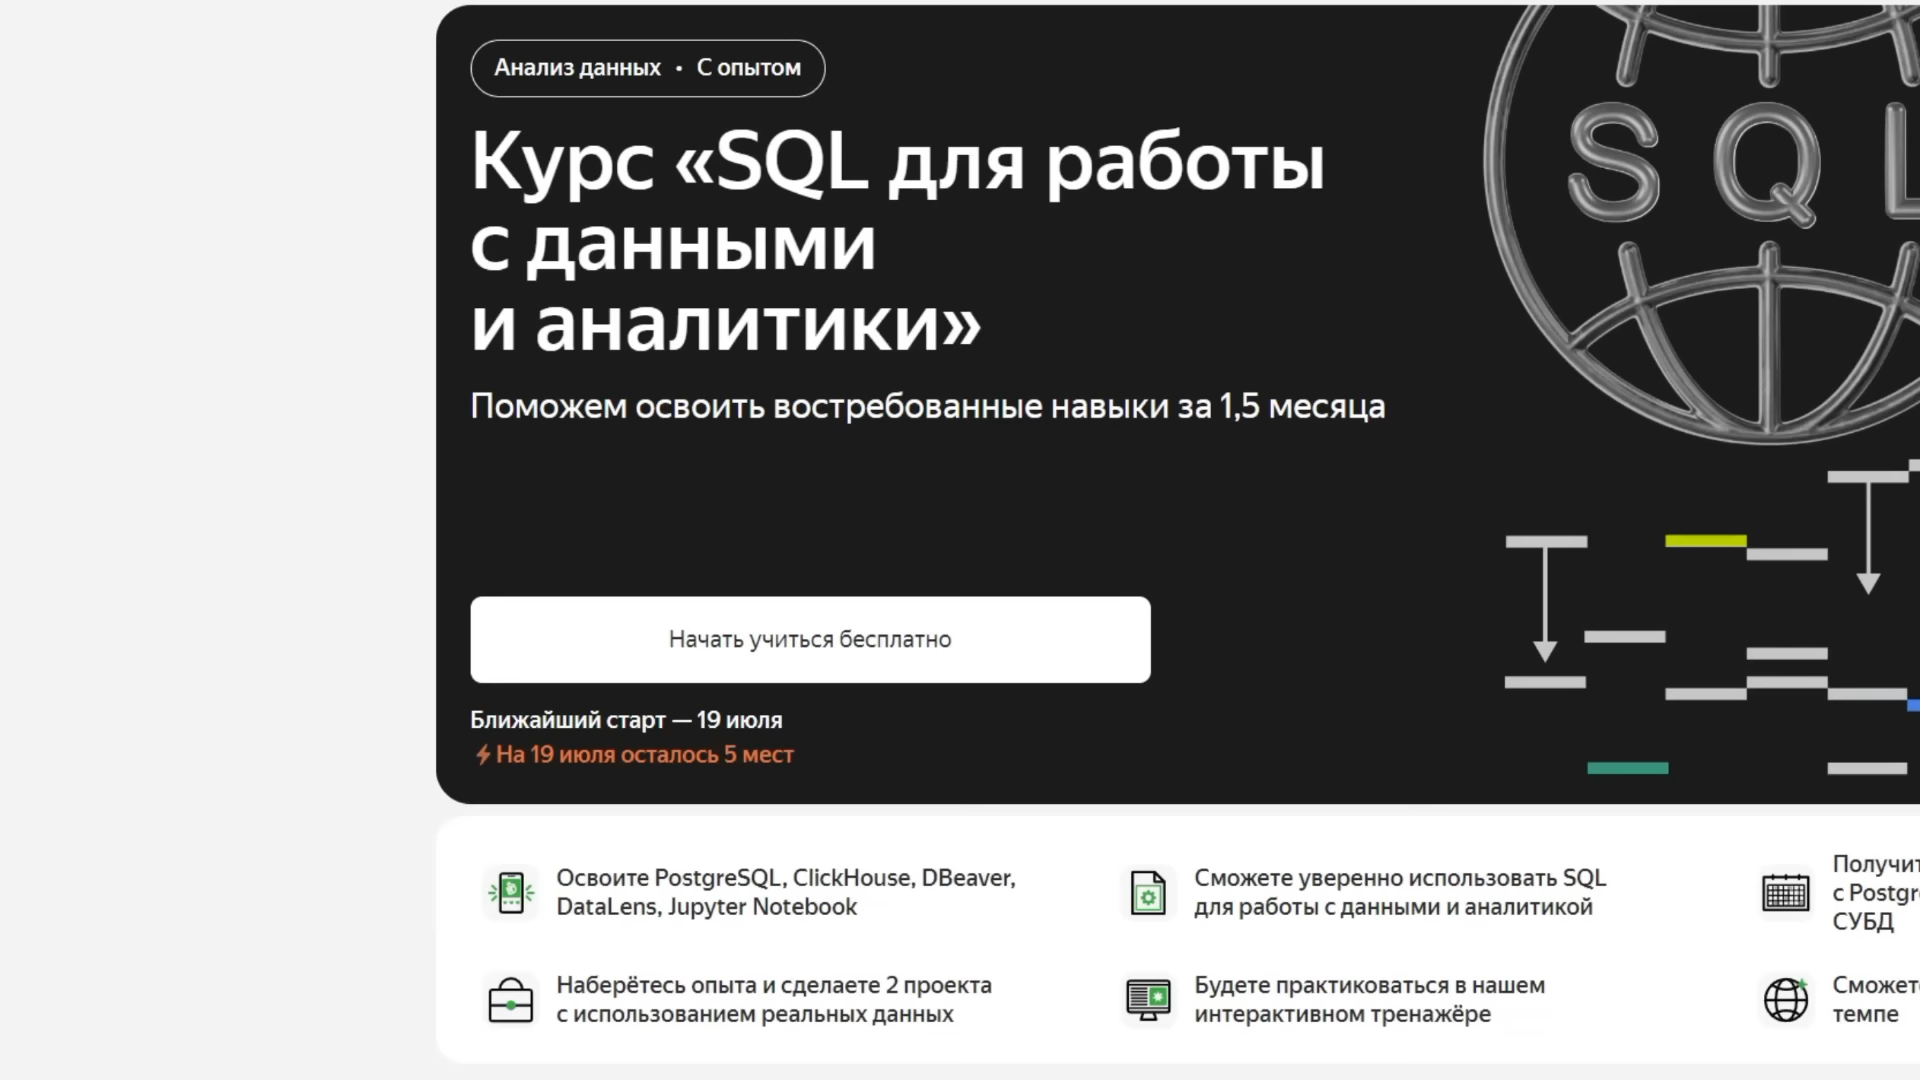 Анализ данных • С опытом
Курс «SQL для работы
с данными
и аналитики»
Поможем освоить востребованные навыки за 1,5 месяца
Начать учиться бесплатно
Ближайший старт — 19 июля
На 19 июля осталось 5 мест
SQL
Освоите PostgreSQL, ClickHouse, DBeaver,
DataLens, Jupyter Notebook
Сможете уверенно использовать SQL
для работы с данными и аналитикой
с
СУБД
Наберётесь опыта и сделаете 2 проекта
с использованием реальных данных
Будете практиковаться в нашем
интерактивном тренажёре
темпе